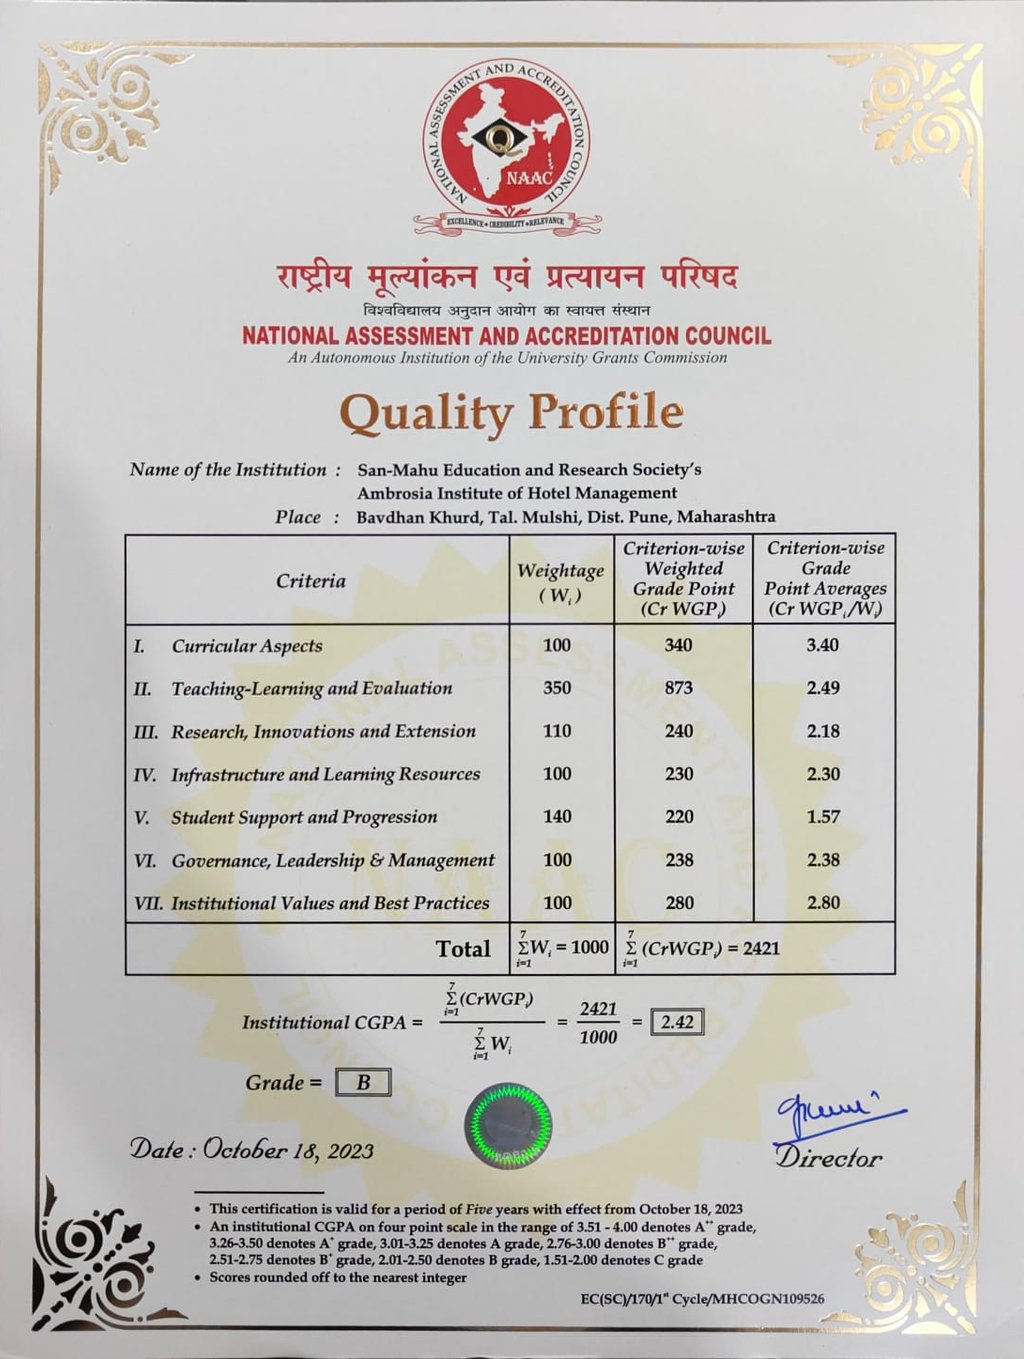 NATIONAL ASSESSMENT AND ACCREDITATION COUNCIL
Q
NAAC
EXCELLENCE • CREDIBILITY • RELEVANCE
राष्ट्रीय मूल्यांकन एवं प्रत्यायन परिषद
विश्वविद्यालय अनुदान आयोग का स्वायत्त संस्थान
NATIONAL ASSESSMENT AND ACCREDITATION COUNCIL
An Autonomous Institution of the University Grants Commission
Quality Profile
Name of the Institution : San-Mahu Education and Research Society's
Ambrosia Institute of Hotel Management
Place : Bavdhan Khurd, Tal. Mulshi, Dist. Pune, Maharashtra
Criteria Weightage (Wi) Criterion-wise Weighted Grade Point (Cr WGPi) Criterion-wise Grade Point Averages (Cr WGPi/Wi)
I. Curricular Aspects 100 340 3.40
II. Teaching-Learning and Evaluation 350 873 2.49
III. Research, Innovations and Extension 110 240 2.18
IV. Infrastructure and Learning Resources 100 230 2.30
V. Student Support and Progression 140 220 1.57
VI. Governance, Leadership & Management 100 238 2.38
VII. Institutional Values and Best Practices 100 280 2.80
Total 7 Σ i=1 Wi = 1000 7 Σ i=1 (CrWGPi) = 2421
Institutional CGPA = 7 Σ i=1 (CrWGPi) / 7 Σ i=1 Wi = 2421 / 1000 = 2.42
Grade = B
Date : October 18, 2023
Director
• This certification is valid for a period of Five years with effect from October 18, 2023
• An institutional CGPA on four point scale in the range of 3.51 - 4.00 denotes A++ grade,
3.26-3.50 denotes A+ grade, 3.01-3.25 denotes A grade, 2.76-3.00 denotes B++ grade,
2.51-2.75 denotes B+ grade, 2.01-2.50 denotes B grade, 1.51-2.00 denotes C grade
• Scores rounded off to the nearest integer
EC(SC)/170/1st Cycle/MHCOGN109526